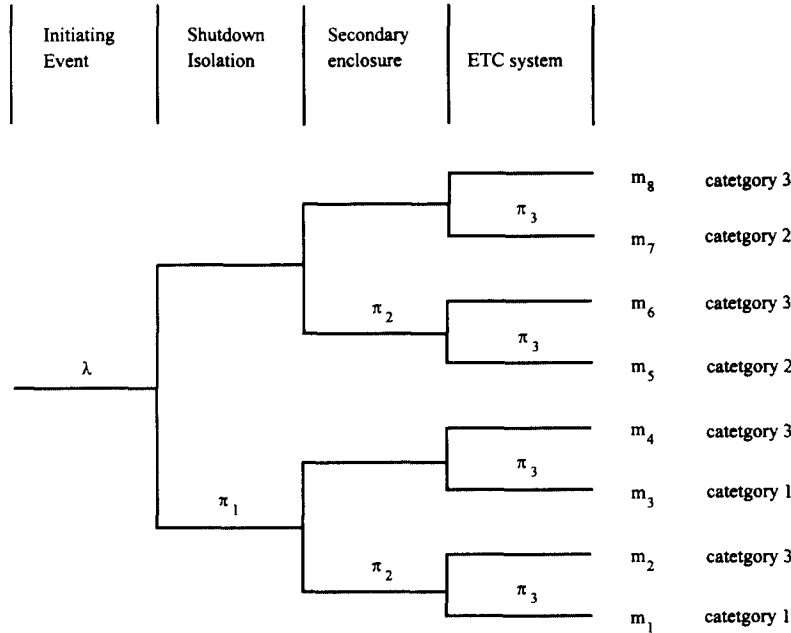 Initiating Event
Shutdown Isolation
Secondary enclosure
ETC system
m8 catetgory 3
π3
m7 catetgory 2
π2
m6 catetgory 3
π3
m5 catetgory 2
λ
m4 catetgory 3
π3
m3 catetgory 1
π1
m2 catetgory 3
π2
π3
m1 catetgory 1